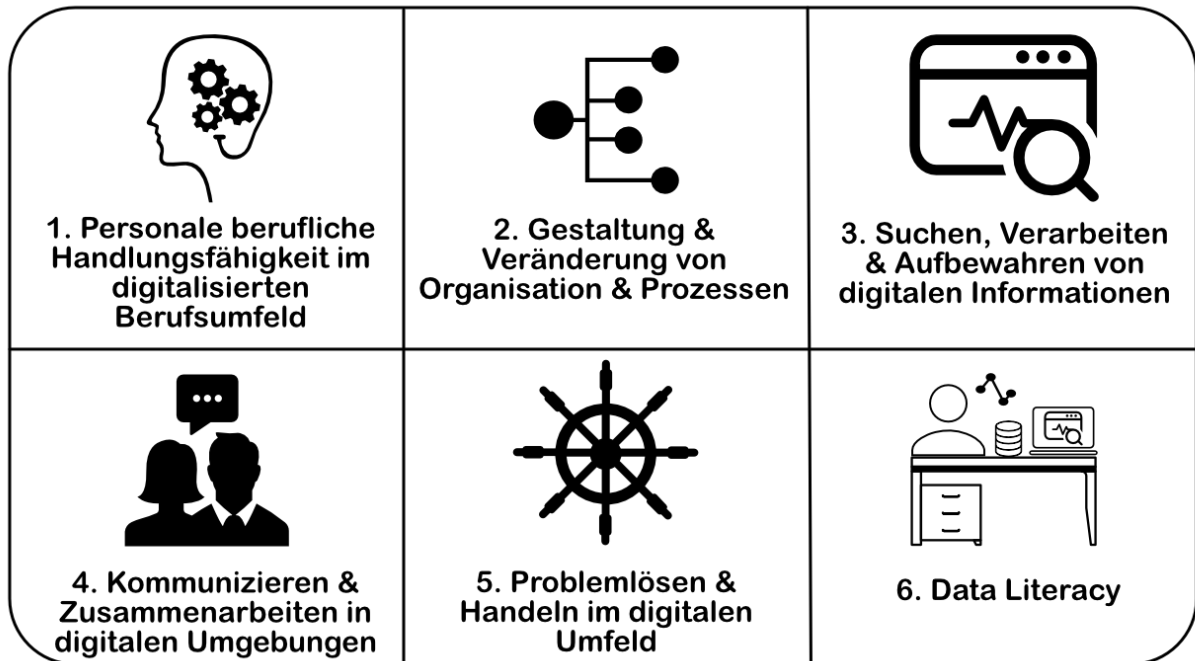 1. Personale berufliche
Handlungsfähigkeit im
digitalisierten
Berufsumfeld
2. Gestaltung &
Veränderung von
Organisation & Prozessen
3. Suchen, Verarbeiten
& Aufbewahren von
digitalen Informationen
4. Kommunizieren &
Zusammenarbeiten in
digitalen Umgebungen
5. Problemlösen &
Handeln im digitalen
Umfeld
6. Data Literacy